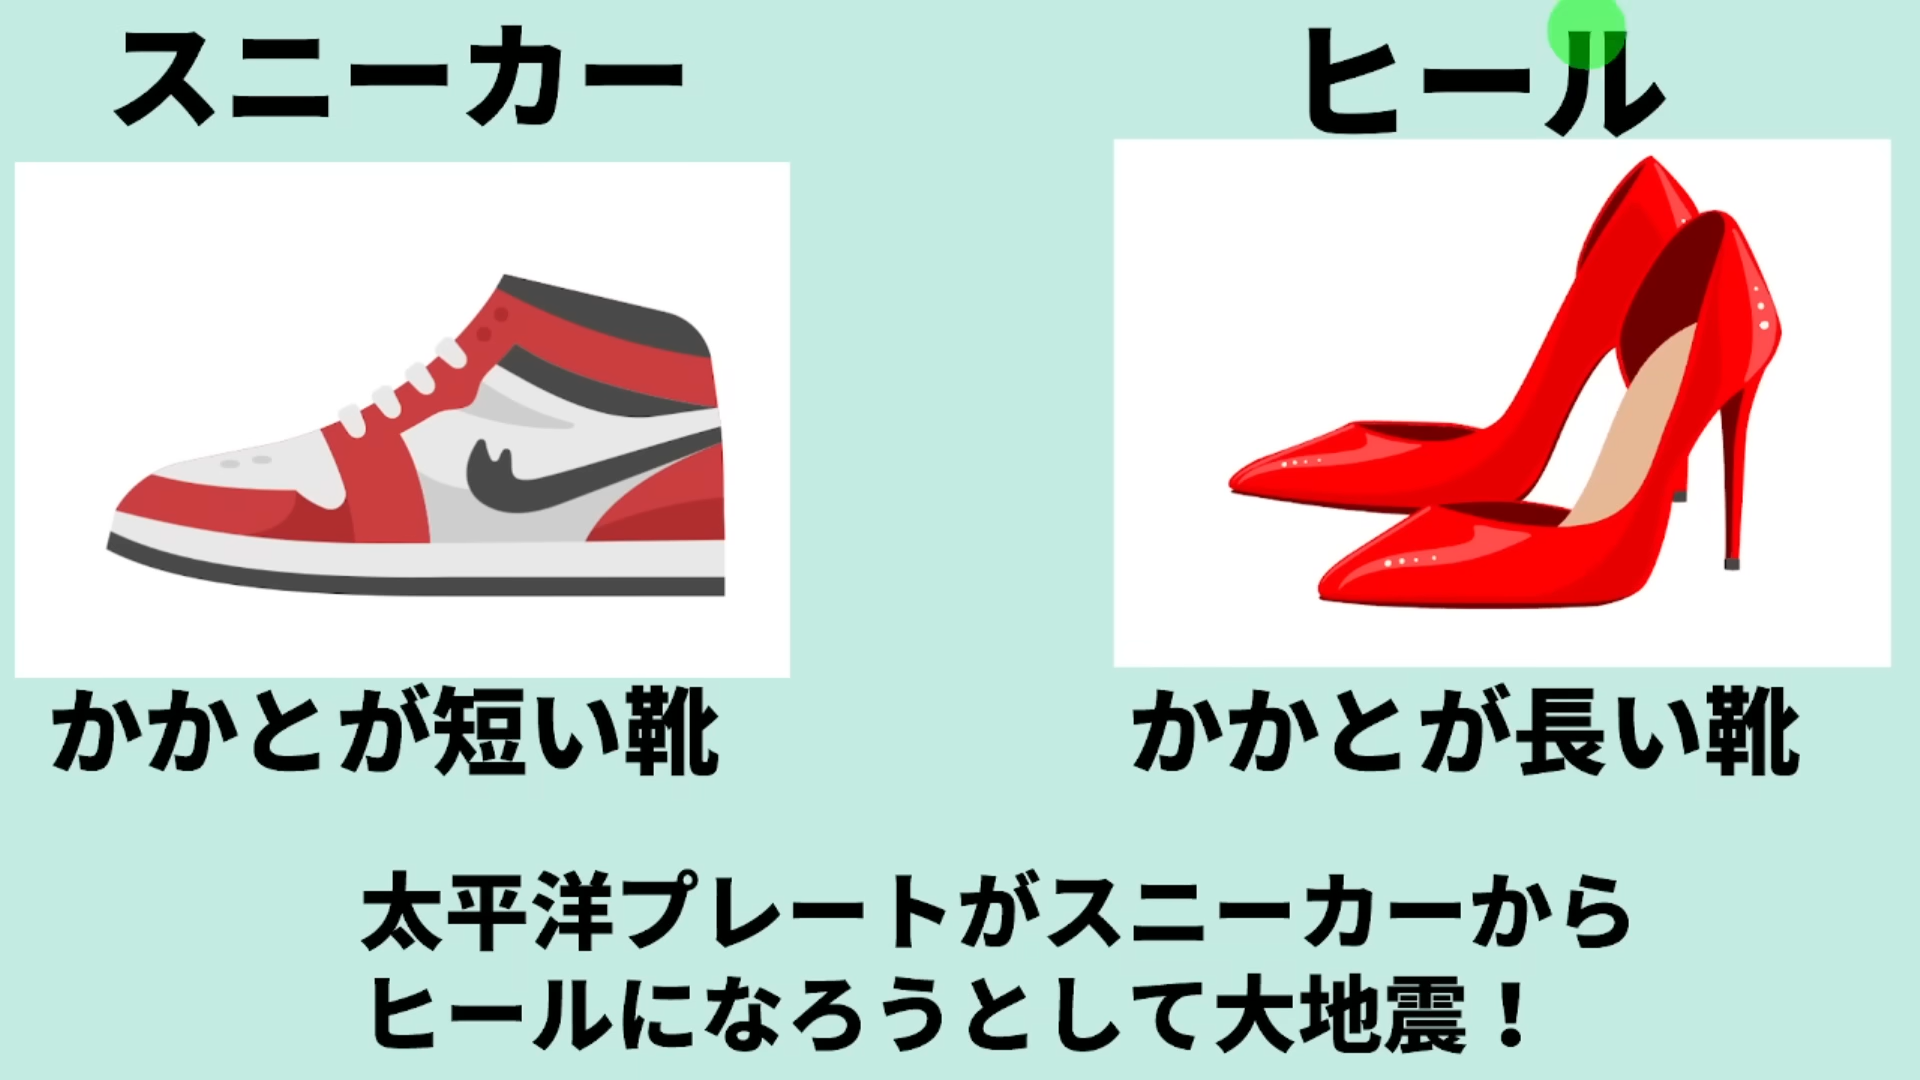 スニーカー
ヒール
かかとが短い靴
かかとが長い靴
太平洋プレートがスニーカーから
ヒールになろうとして大地震！